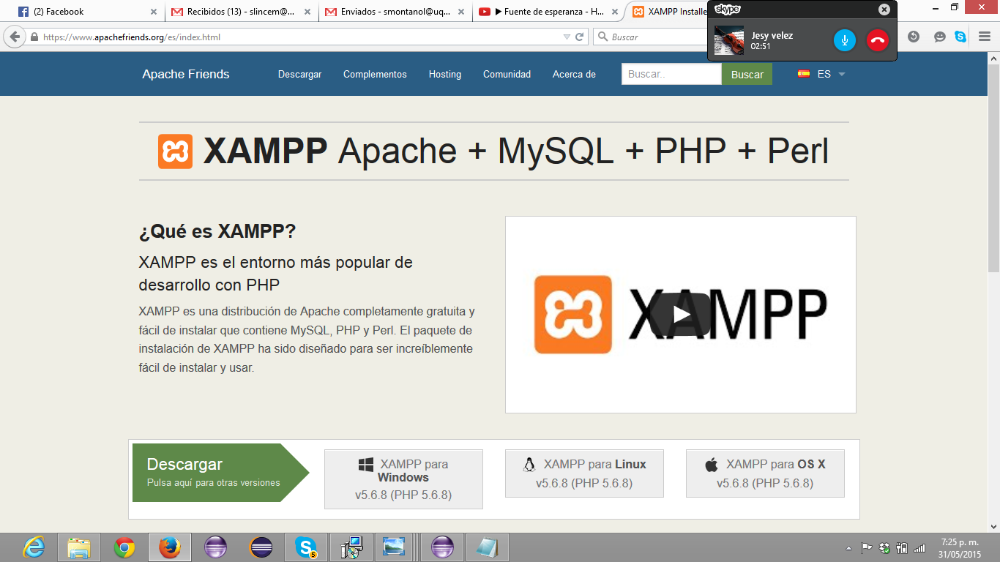 (2) Facebook
Recibidos (13) - slincem@...
Enviados - smontanol@uq...
▶ Fuente de esperanza - H...
XAMPP Installe
skype
Jesy velez
02:51
https://www.apachefriends.org/es/index.html
Buscar
Apache Friends
Descargar
Complementos
Hosting
Comunidad
Acerca de
Buscar..
Buscar
ES
XAMPP Apache + MySQL + PHP + Perl
¿Qué es XAMPP?
XAMPP es el entorno más popular de
desarrollo con PHP
XAMPP es una distribución de Apache completamente gratuita y
fácil de instalar que contiene MySQL, PHP y Perl. El paquete de
instalación de XAMPP ha sido diseñado para ser increíblemente
fácil de instalar y usar.
XAMPP
Descargar
Pulsa aquí para otras versiones
XAMPP para
Windows
v5.6.8 (PHP 5.6.8)
XAMPP para Linux
v5.6.8 (PHP 5.6.8)
XAMPP para OS X
v5.6.8 (PHP 5.6.8)
5
7:25 p. m.
31/05/2015